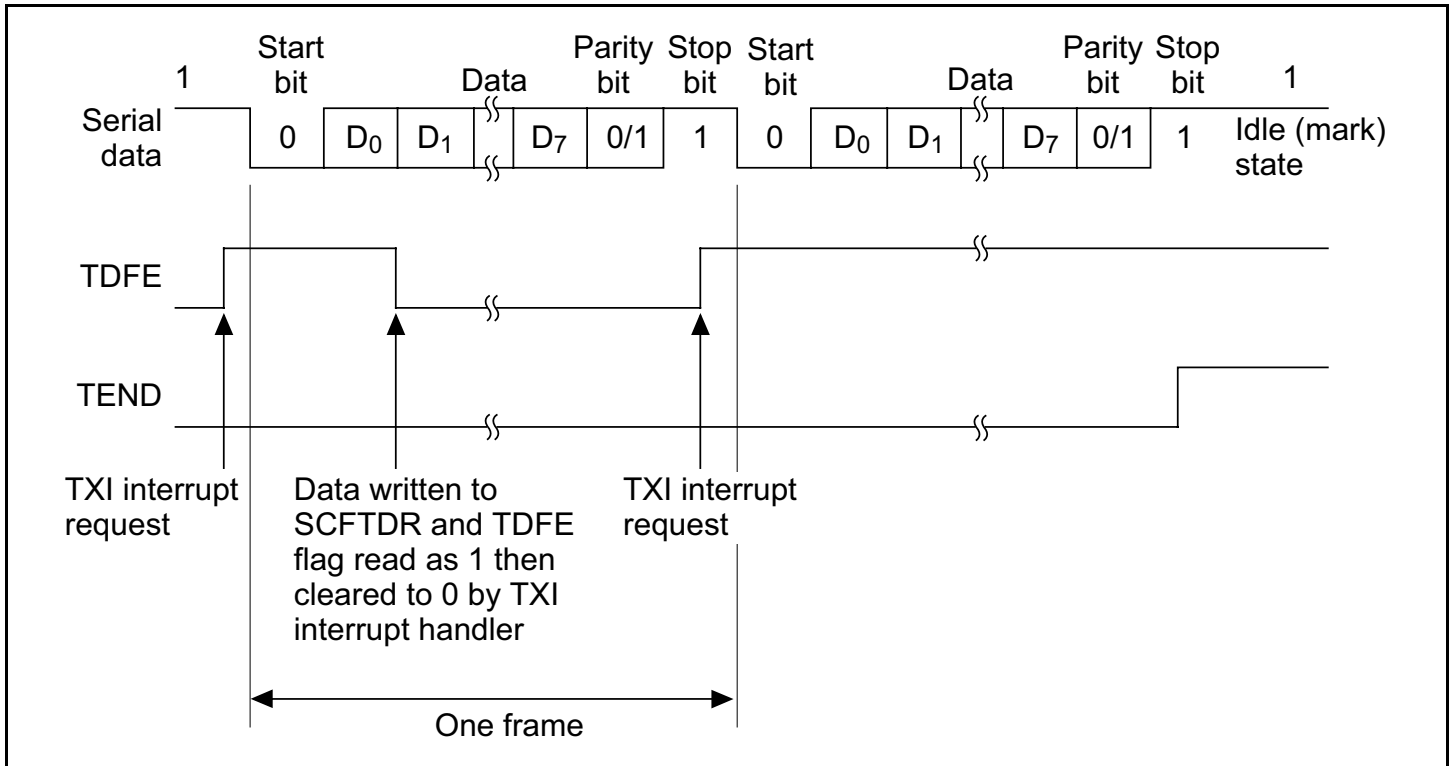 Start Parity Stop Start Parity Stop
1 bit Data bit bit bit Data bit bit 1
Serial data
0 D₀ D₁ D₇ 0/1 1 0 D₀ D₁ D₇ 0/1 1 Idle (mark) state
TDFE
TEND
TXI interrupt
request
Data written to
SCFTDR and TDFE
flag read as 1 then
cleared to 0 by TXI
interrupt handler
TXI interrupt
request
One frame